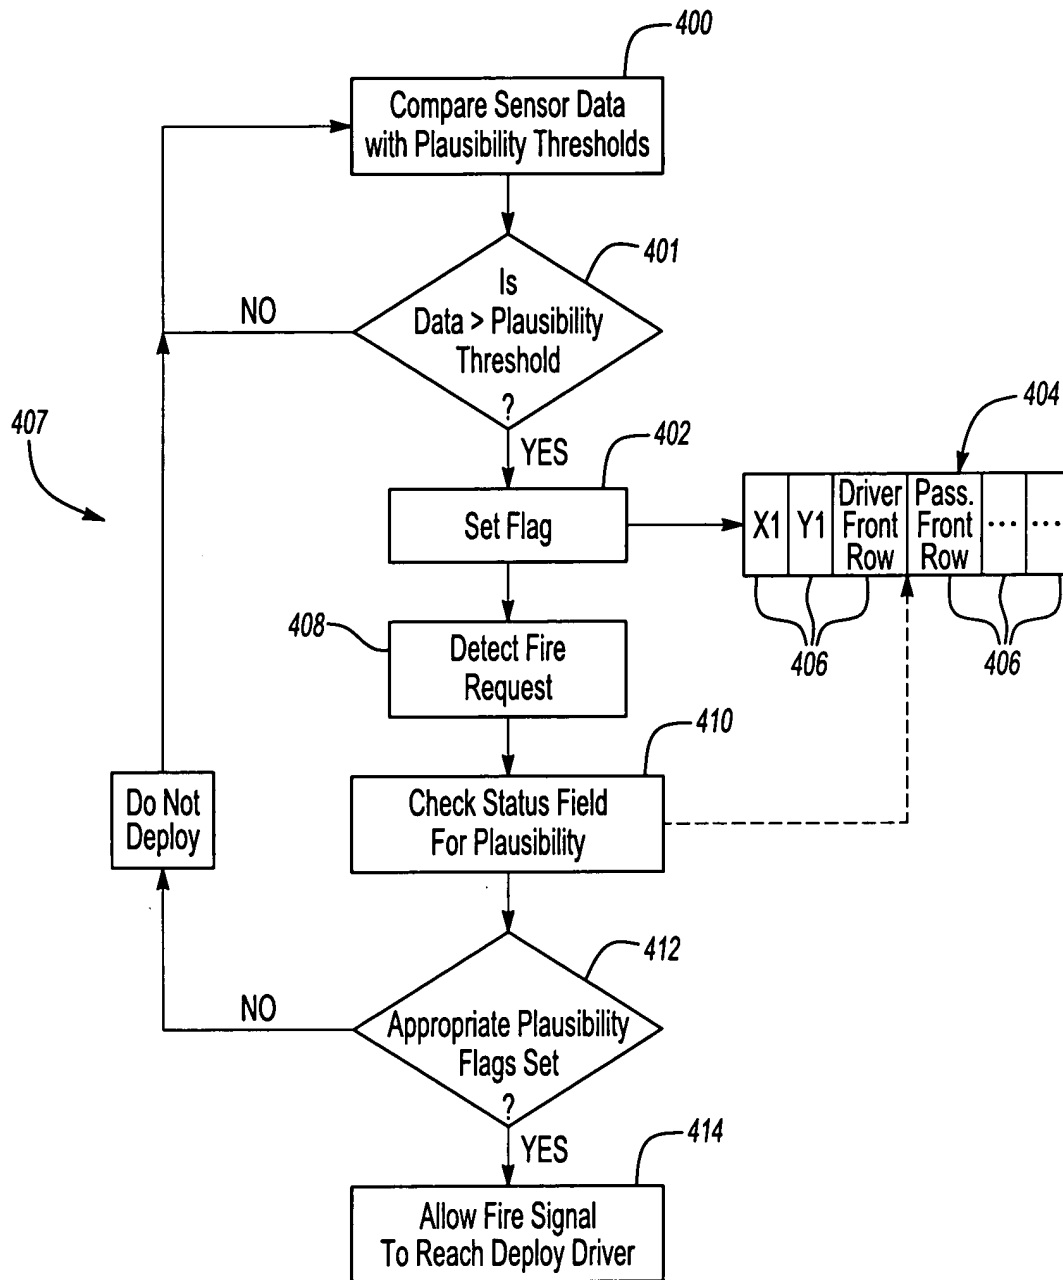 400
Compare Sensor Data
with Plausibility Thresholds
401
Is
Data > Plausibility
Threshold
?
NO
YES
407
402
Set Flag
404
X1
Y1
Driver
Front
Row
Pass.
Front
Row
...
...
406
406
408
Detect Fire
Request
410
Check Status Field
For Plausibility
Do Not
Deploy
412
Appropriate Plausibility
Flags Set
?
NO
YES
414
Allow Fire Signal
To Reach Deploy Driver